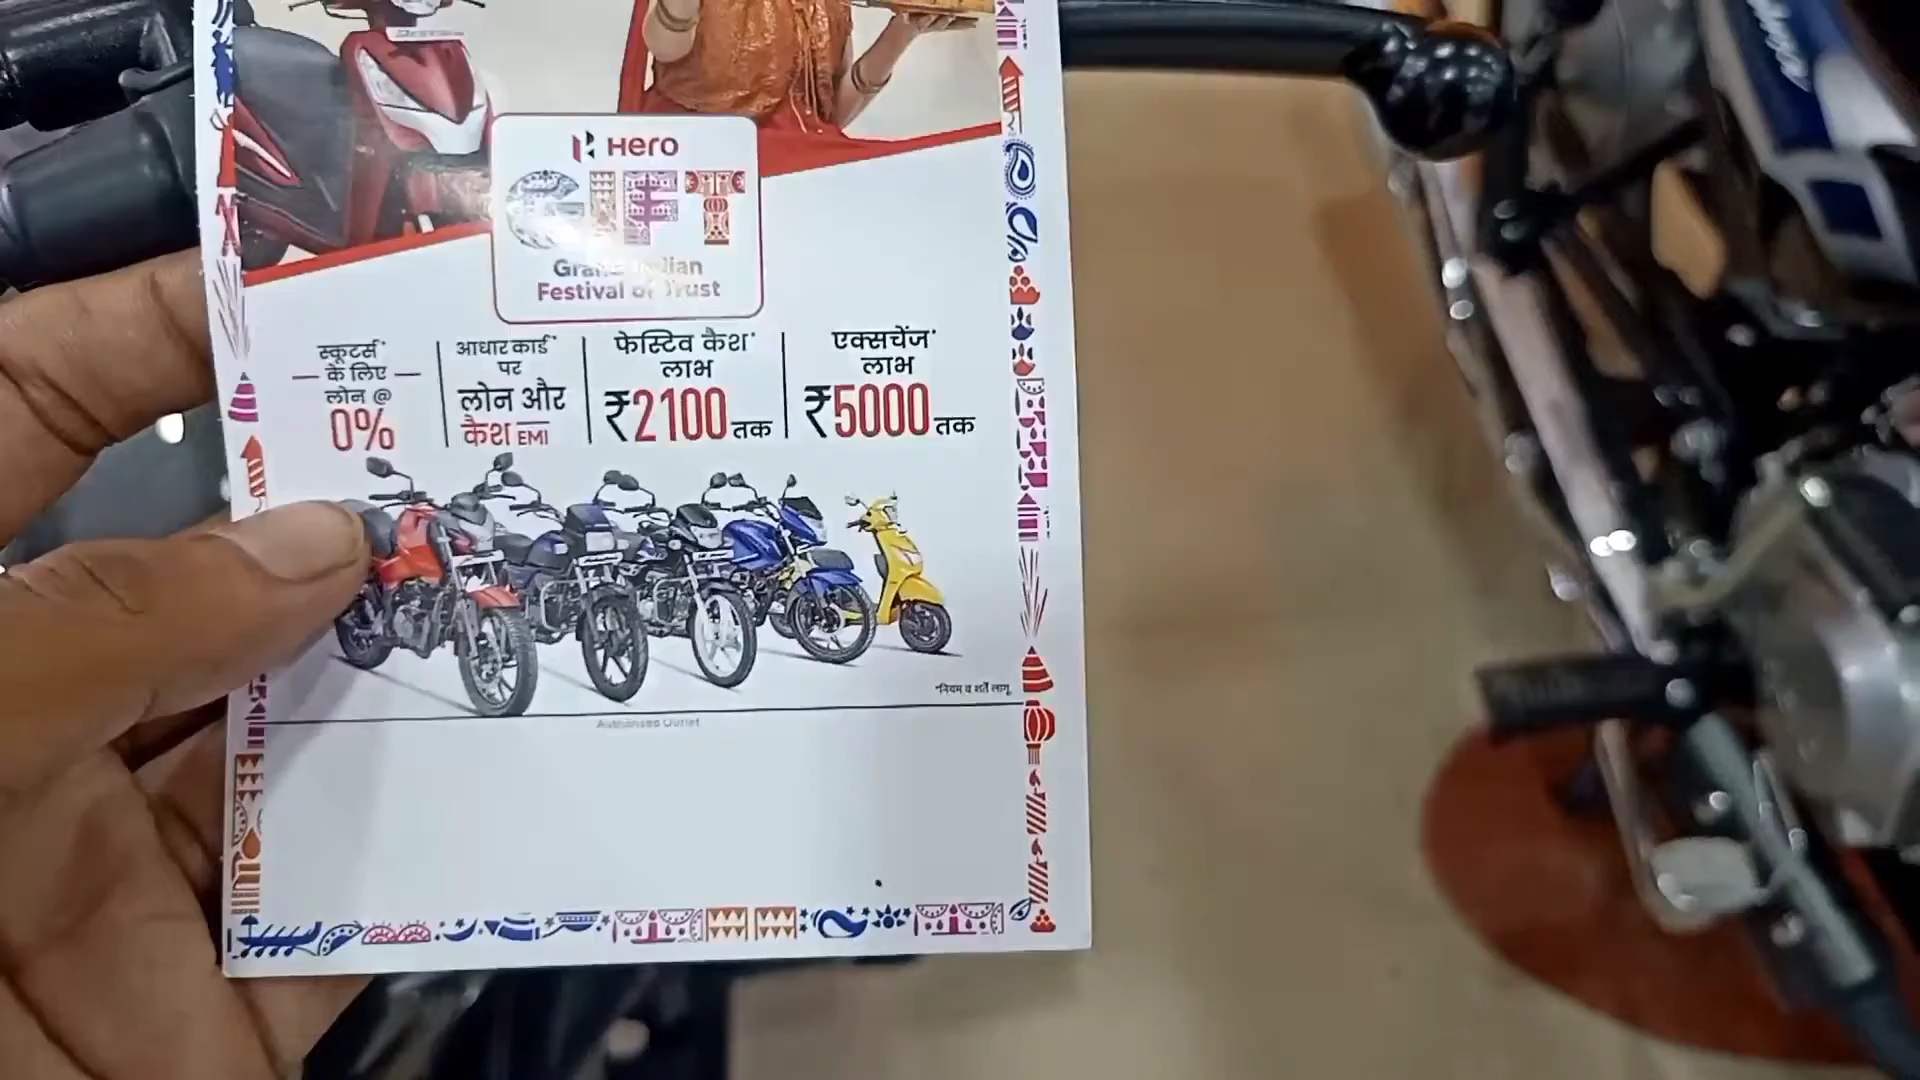 Hero
GIFT
Grand Indian
Festival of Trust
स्कूटर्स*
के लिए
लोन @
0%
आधार कार्ड*
पर
लोन और
कैश EMI
फेस्टिव कैश*
लाभ
₹2100 तक
एक्सचेंज*
लाभ
₹5000 तक
*नियम व शर्तें लागू
Authorised Outlet